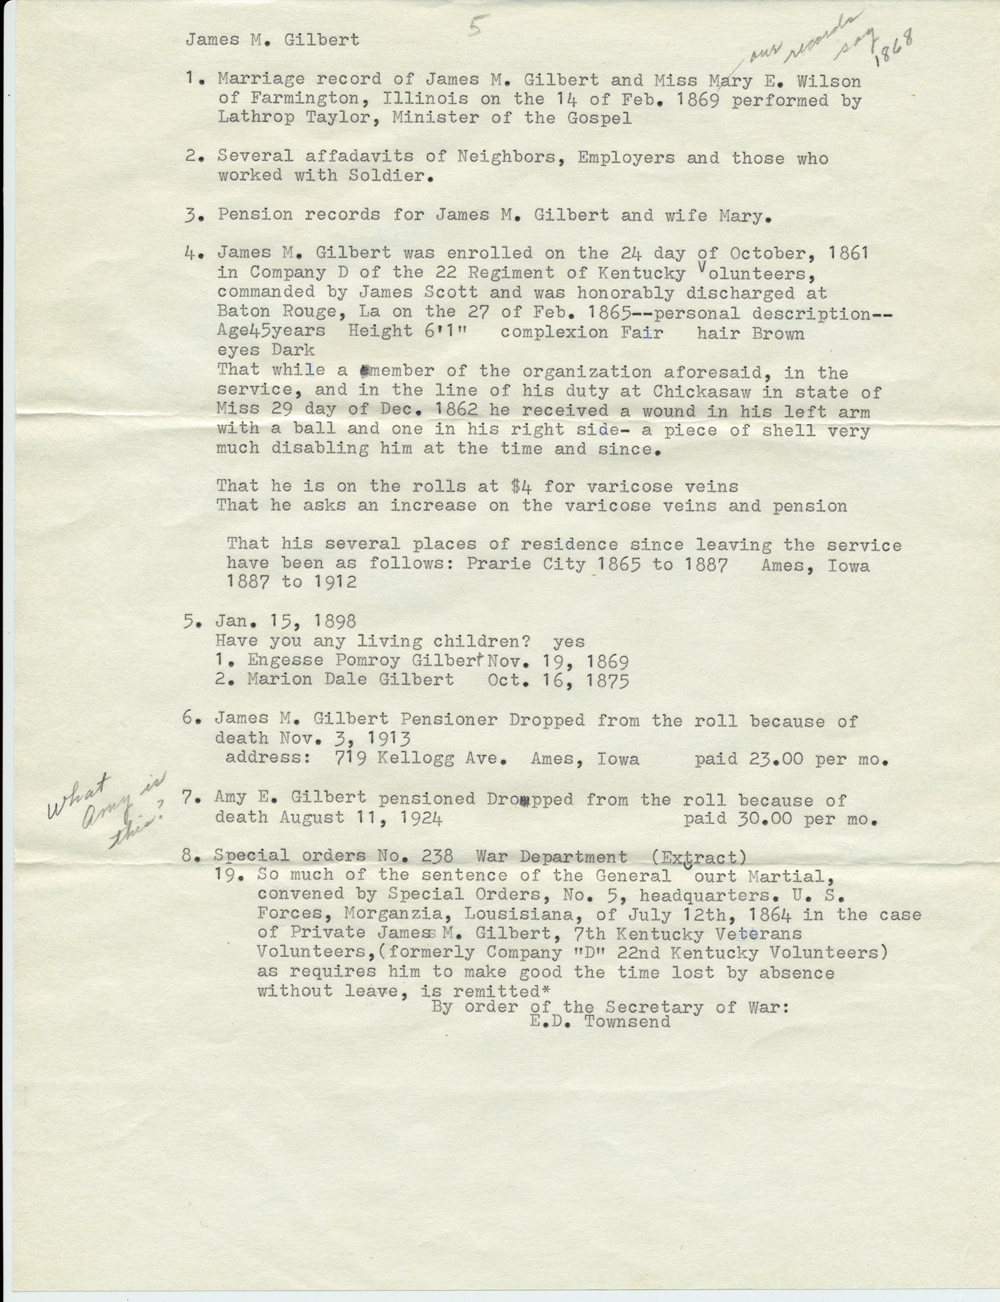 5
James M. Gilbert
our records say 1868
1. Marriage record of James M. Gilbert and Miss Mary E. Wilson
of Farmington, Illinois on the 14 of Feb. 1869 performed by
Lathrop Taylor, Minister of the Gospel
2. Several affadavits of Neighbors, Employers and those who
worked with Soldier.
3. Pension records for James M. Gilbert and wife Mary.
4. James M. Gilbert was enrolled on the 24 day of October, 1861
in Company D of the 22 Regiment of Kentucky Volunteers,
commanded by James Scott and was honorably discharged at
Baton Rouge, La on the 27 of Feb. 1865--personal description--
Age45years Height 6'1" complexion Fair hair Brown
eyes Dark
That while a member of the organization aforesaid, in the
service, and in the line of his duty at Chickasaw in state of
Miss 29 day of Dec. 1862 he received a wound in his left arm
with a ball and one in his right side- a piece of shell very
much disabling him at the time and since.
That he is on the rolls at $4 for varicose veins
That he asks an increase on the varicose veins and pension
That his several places of residence since leaving the service
have been as follows: Prarie City 1865 to 1887 Ames, Iowa
1887 to 1912
5. Jan. 15, 1898
Have you any living children? yes
1. Engesse Pomroy Gilbert Nov. 19, 1869
2. Marion Dale Gilbert Oct. 16, 1875
6. James M. Gilbert Pensioner Dropped from the roll because of
death Nov. 3, 1913
address: 719 Kellogg Ave. Ames, Iowa paid 23.00 per mo.
What
Amy is
this?
7. Amy E. Gilbert pensioned Dropped from the roll because of
death August 11, 1924 paid 30.00 per mo.
8. Special orders No. 238 War Department (Extract)
19. So much of the sentence of the General Court Martial,
convened by Special Orders, No. 5, headquarters. U. S.
Forces, Morganzia, Lousisiana, of July 12th, 1864 in the case
of Private James M. Gilbert, 7th Kentucky Veterans
Volunteers,(formerly Company "D" 22nd Kentucky Volunteers)
as requires him to make good the time lost by absence
without leave, is remitted*
By order of the Secretary of War:
E.D. Townsend